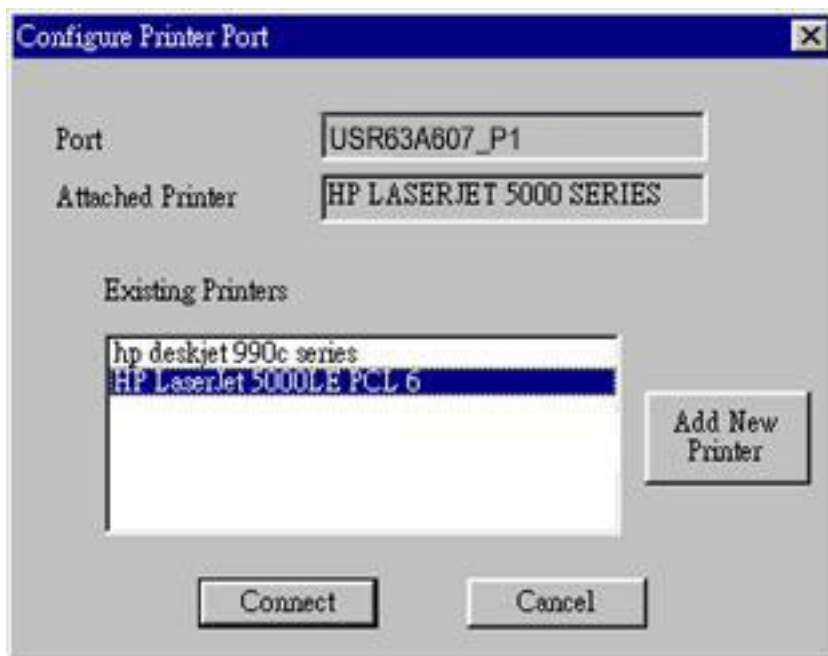 Configure Printer Port
Port
USR63A607_P1
Attached Printer
HP LASERJET 5000 SERIES
Existing Printers
hp deskjet 990c series
HP LaserJet 5000LE PCL 6
Add New
Printer
Connect
Cancel